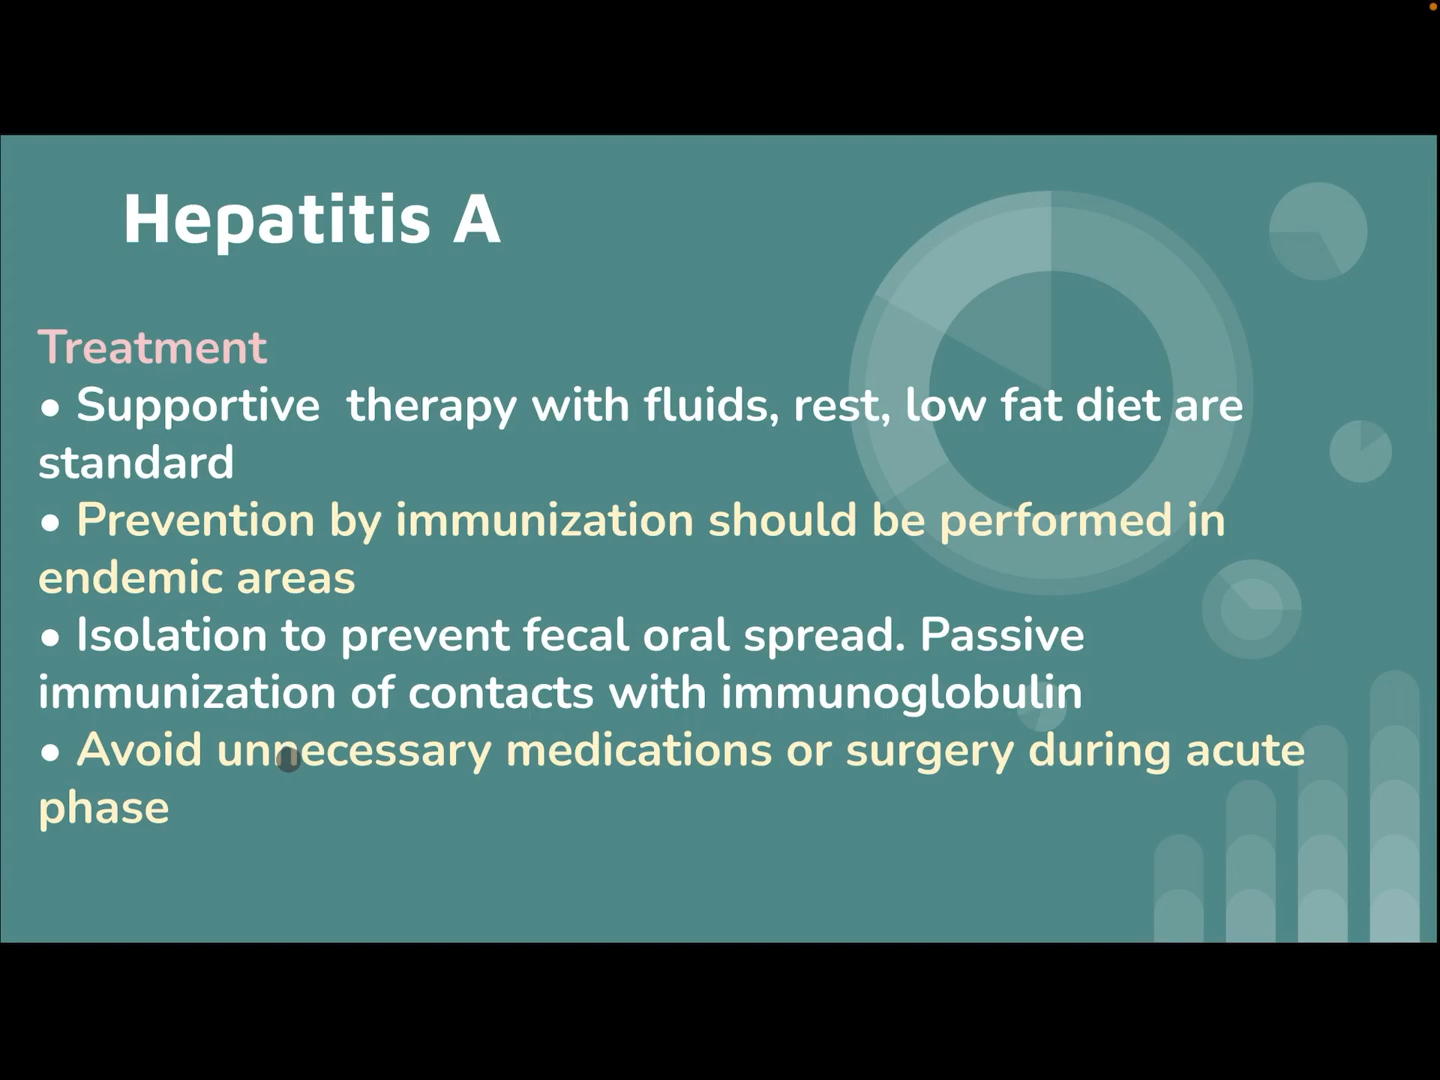 Hepatitis A
Treatment
• Supportive  therapy with fluids, rest, low fat diet are
standard
• Prevention by immunization should be performed in
endemic areas
• Isolation to prevent fecal oral spread. Passive
immunization of contacts with immunoglobulin
• Avoid unnecessary medications or surgery during acute
phase